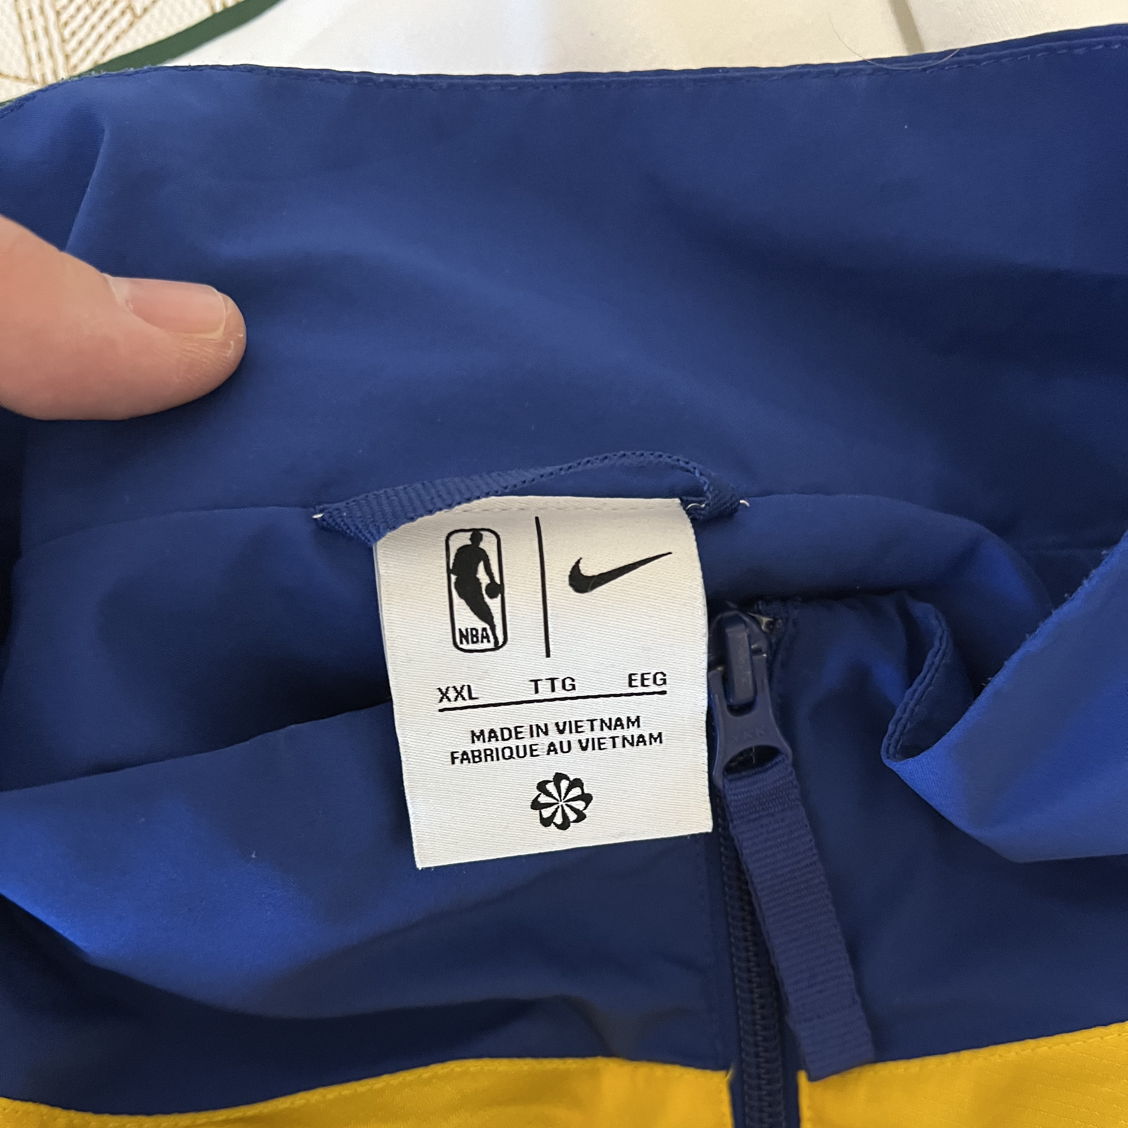 NBA
XXL TTG EEG
MADE IN VIETNAM
FABRIQUE AU VIETNAM